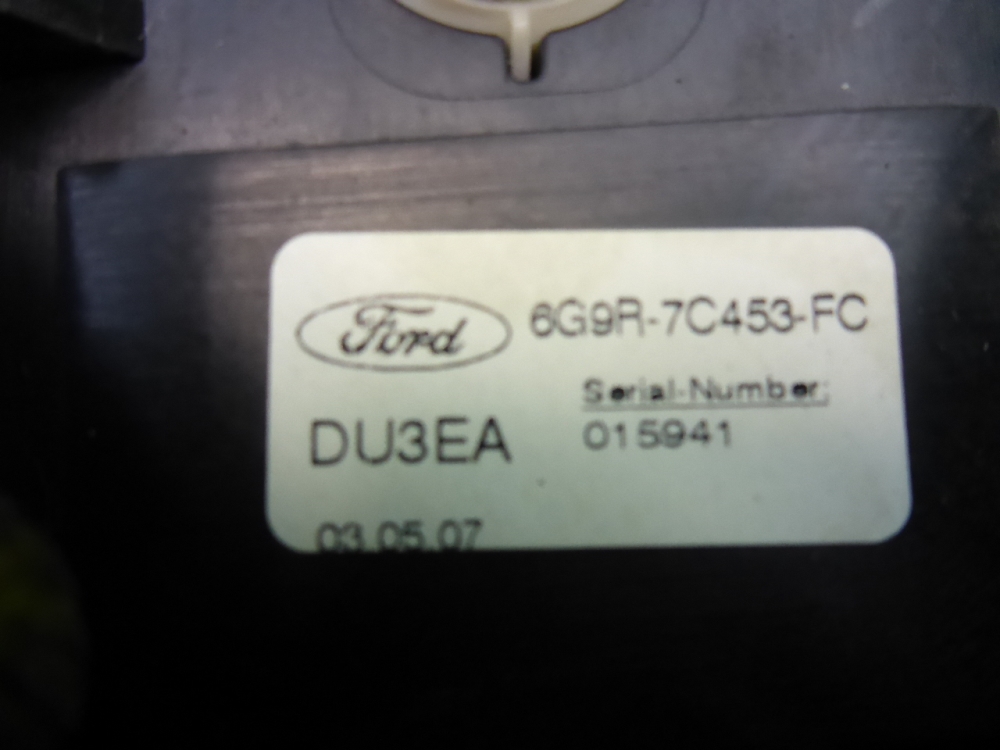 Ford 6G9R-7C453-FC
Serial-Number:
DU3EA 015941
03.05.07